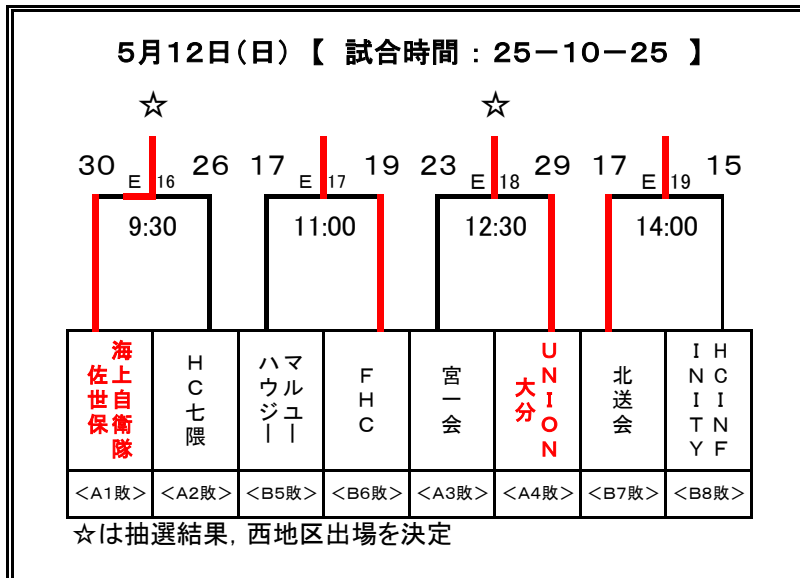 5月12日(日)【 試合時間 : 25-10-25 】
☆ ☆
30 E 16 26 17 E 17 19 23 E 18 29 17 E 19 15
9:30 11:00 12:30 14:00
海上自衛隊
佐世保
HC七隈
マルユー
ハウジー
FHC
宮一会
UNION
大分
北送会
HCINF
INITY
<A1敗> <A2敗> <B5敗> <B6敗> <A3敗> <A4敗> <B7敗> <B8敗>
☆は抽選結果, 西地区出場を決定